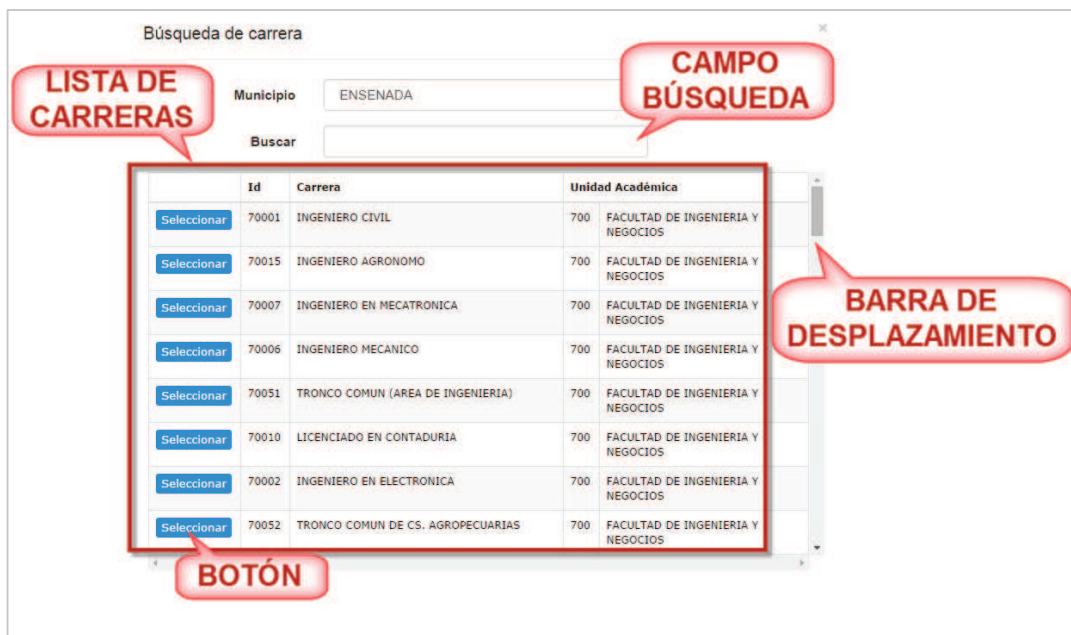 Búsqueda de carrera ×
LISTA DE
CARRERAS
CAMPO
BÚSQUEDA
Municipio ENSENADA
Buscar
Id Carrera Unidad Académica
Seleccionar 70001 INGENIERO CIVIL 700 FACULTAD DE INGENIERIA Y
NEGOCIOS
Seleccionar 70015 INGENIERO AGRONOMO 700 FACULTAD DE INGENIERIA Y
NEGOCIOS
Seleccionar 70007 INGENIERO EN MECATRONICA 700 FACULTAD DE INGENIERIA Y
NEGOCIOS
BARRA DE
DESPLAZAMIENTO
Seleccionar 70006 INGENIERO MECANICO 700 FACULTAD DE INGENIERIA Y
NEGOCIOS
Seleccionar 70051 TRONCO COMUN (AREA DE INGENIERIA) 700 FACULTAD DE INGENIERIA Y
NEGOCIOS
Seleccionar 70010 LICENCIADO EN CONTADURIA 700 FACULTAD DE INGENIERIA Y
NEGOCIOS
Seleccionar 70002 INGENIERO EN ELECTRONICA 700 FACULTAD DE INGENIERIA Y
NEGOCIOS
Seleccionar 70052 TRONCO COMUN DE CS. AGROPECUARIAS 700 FACULTAD DE INGENIERIA Y
NEGOCIOS
BOTÓN